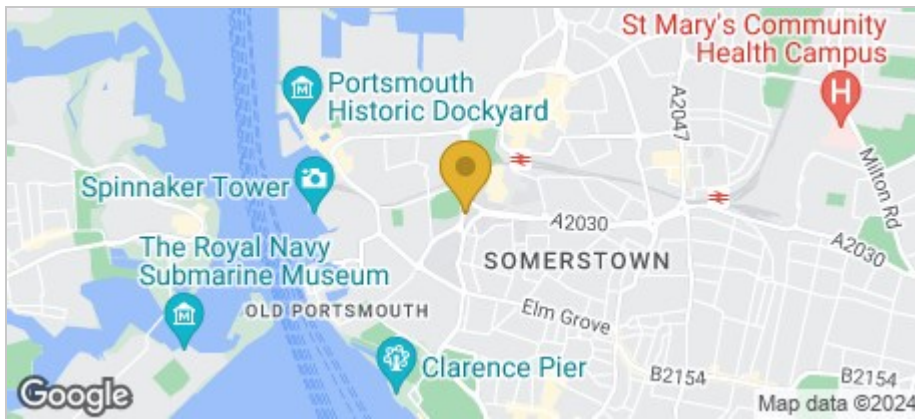 St Mary's Community
Health Campus
H
A2047
Milton Rd
Portsmouth
Historic Dockyard
M
Spinnaker Tower
A2030
A2030
The Royal Navy
Submarine Museum
M
SOMERSTOWN
OLD PORTSMOUTH
Elm Grove
Clarence Pier
B2154
B2154
Google
Map data ©2024